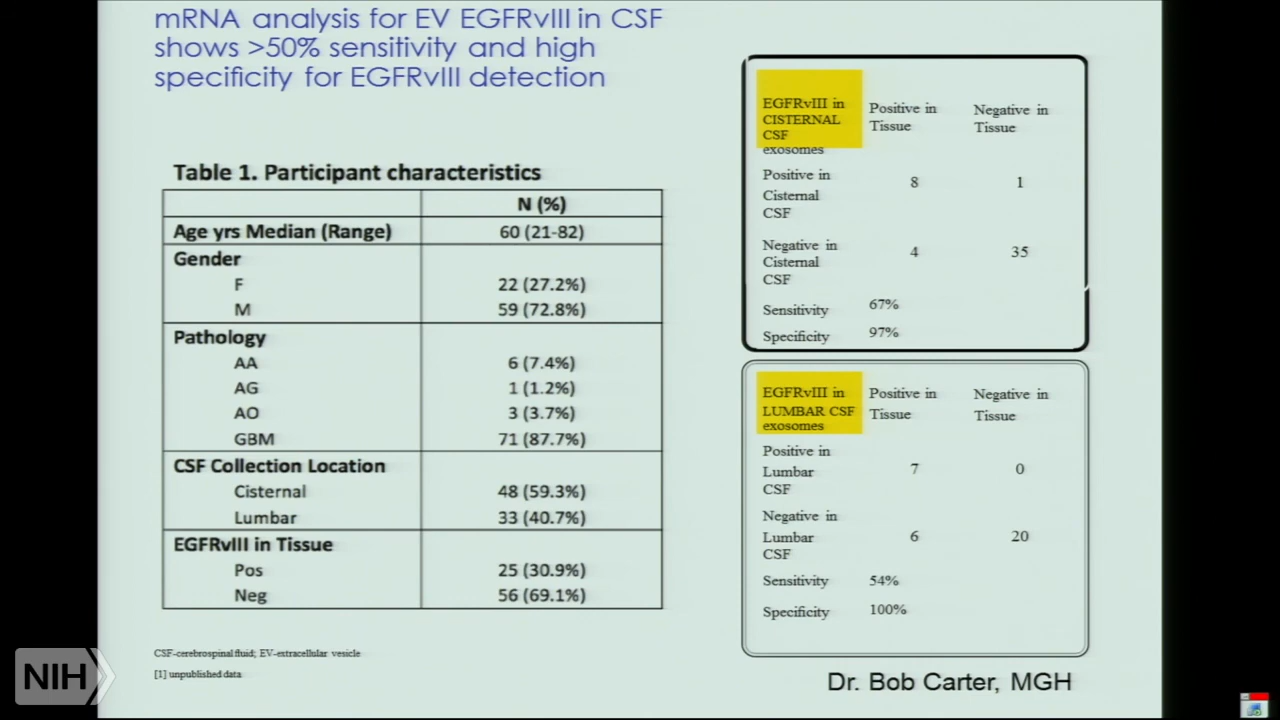 mRNA analysis for EV EGFRvIII in CSF
shows >50% sensitivity and high
specificity for EGFRvIII detection
Table 1. Participant characteristics
N (%)
Age yrs Median (Range) 60 (21-82)
Gender
F 22 (27.2%)
M 59 (72.8%)
Pathology
AA 6 (7.4%)
AG 1 (1.2%)
AO 3 (3.7%)
GBM 71 (87.7%)
CSF Collection Location
Cisternal 48 (59.3%)
Lumbar 33 (40.7%)
EGFRvIII in Tissue
Pos 25 (30.9%)
Neg 56 (69.1%)
CSF-cerebrospinal fluid; EV-extracellular vesicle
[1] unpublished data
NIH
EGFRvIII in
CISTERNAL
CSF
exosomes
Positive in
Tissue
Negative in
Tissue
Positive in
Cisternal
CSF
8 1
Negative in
Cisternal
CSF
4 35
Sensitivity 67%
Specificity 97%
EGFRvIII in
LUMBAR CSF
exosomes
Positive in
Tissue
Negative in
Tissue
Positive in
Lumbar
CSF
7 0
Negative in
Lumbar
CSF
6 20
Sensitivity 54%
Specificity 100%
Dr. Bob Carter, MGH